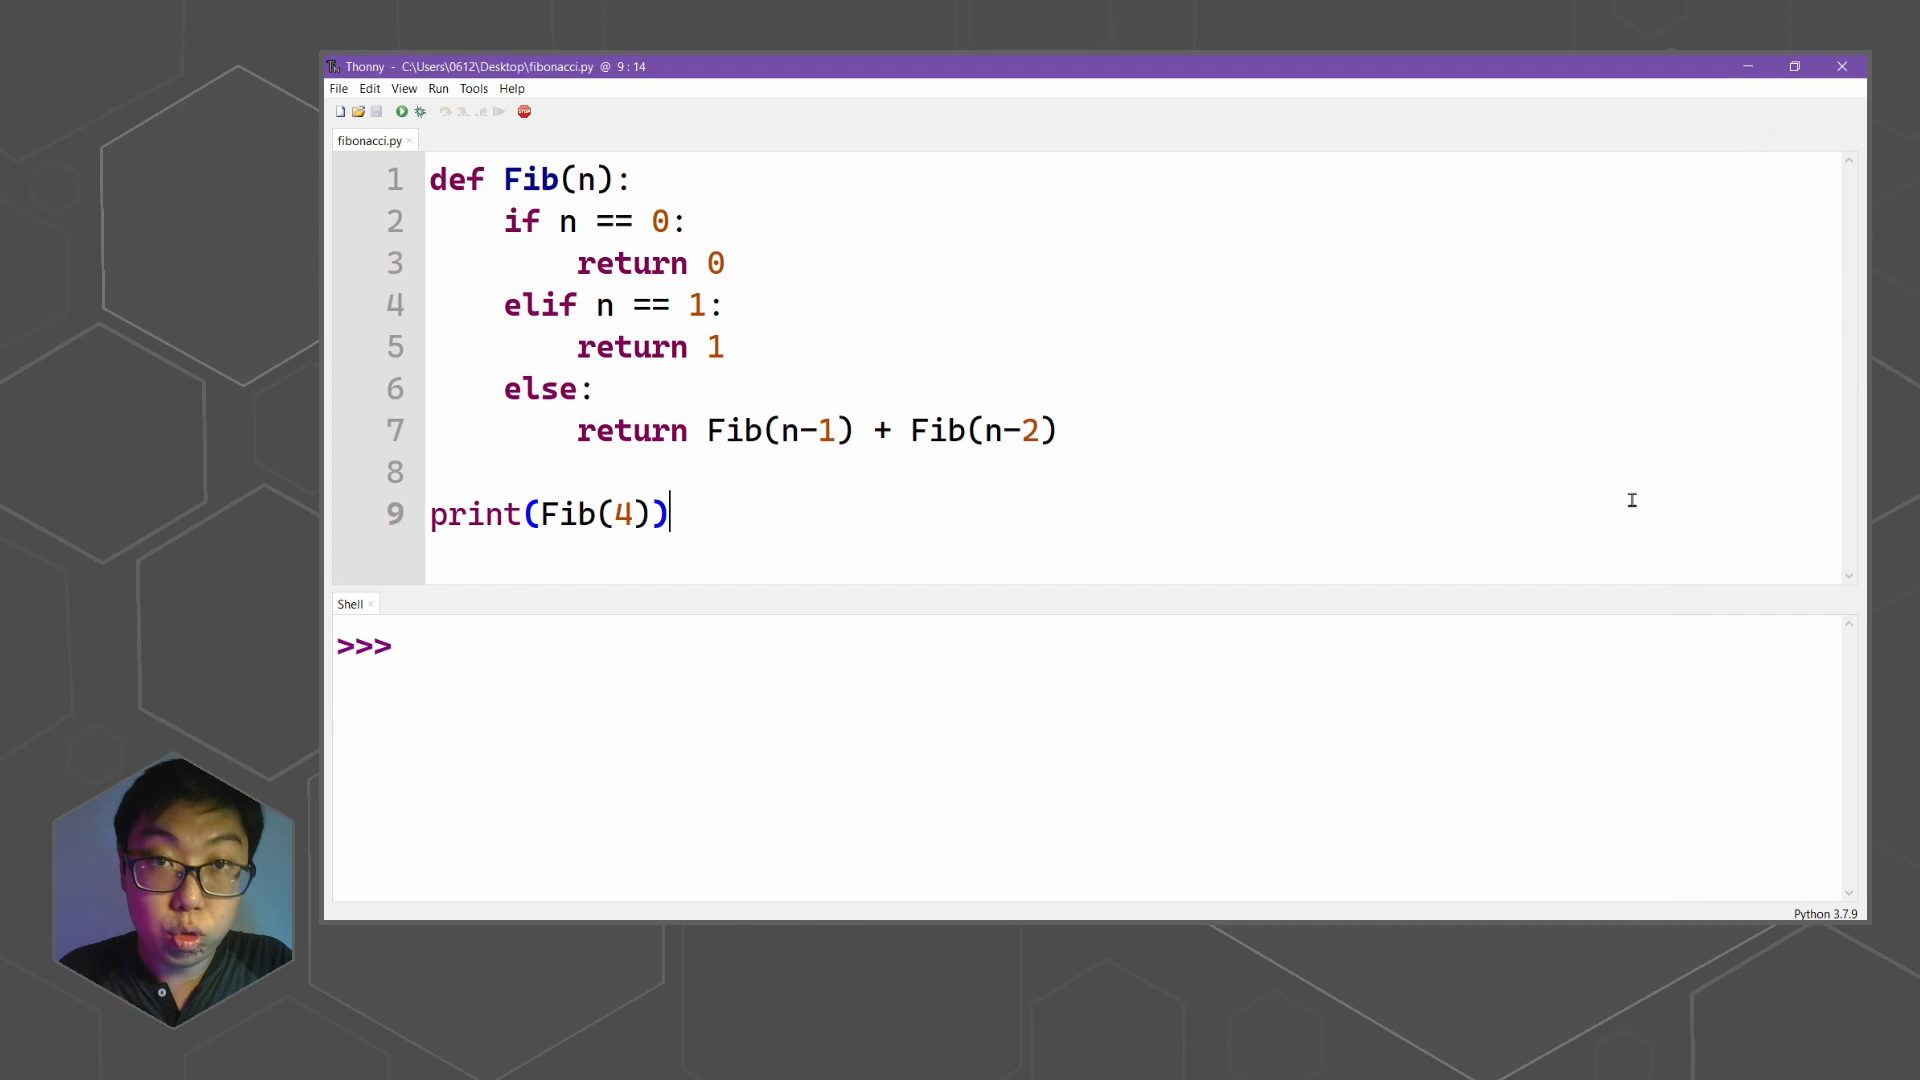 Thonny - C:\Users\0612\Desktop\fibonacci.py @ 9 : 14
File Edit View Run Tools Help
STOP
fibonacci.py ×
1 def Fib(n):
2     if n == 0:
3         return 0
4     elif n == 1:
5         return 1
6     else:
7         return Fib(n-1) + Fib(n-2)
8
9 print(Fib(4))
Shell ×
>>>
Python 3.7.9